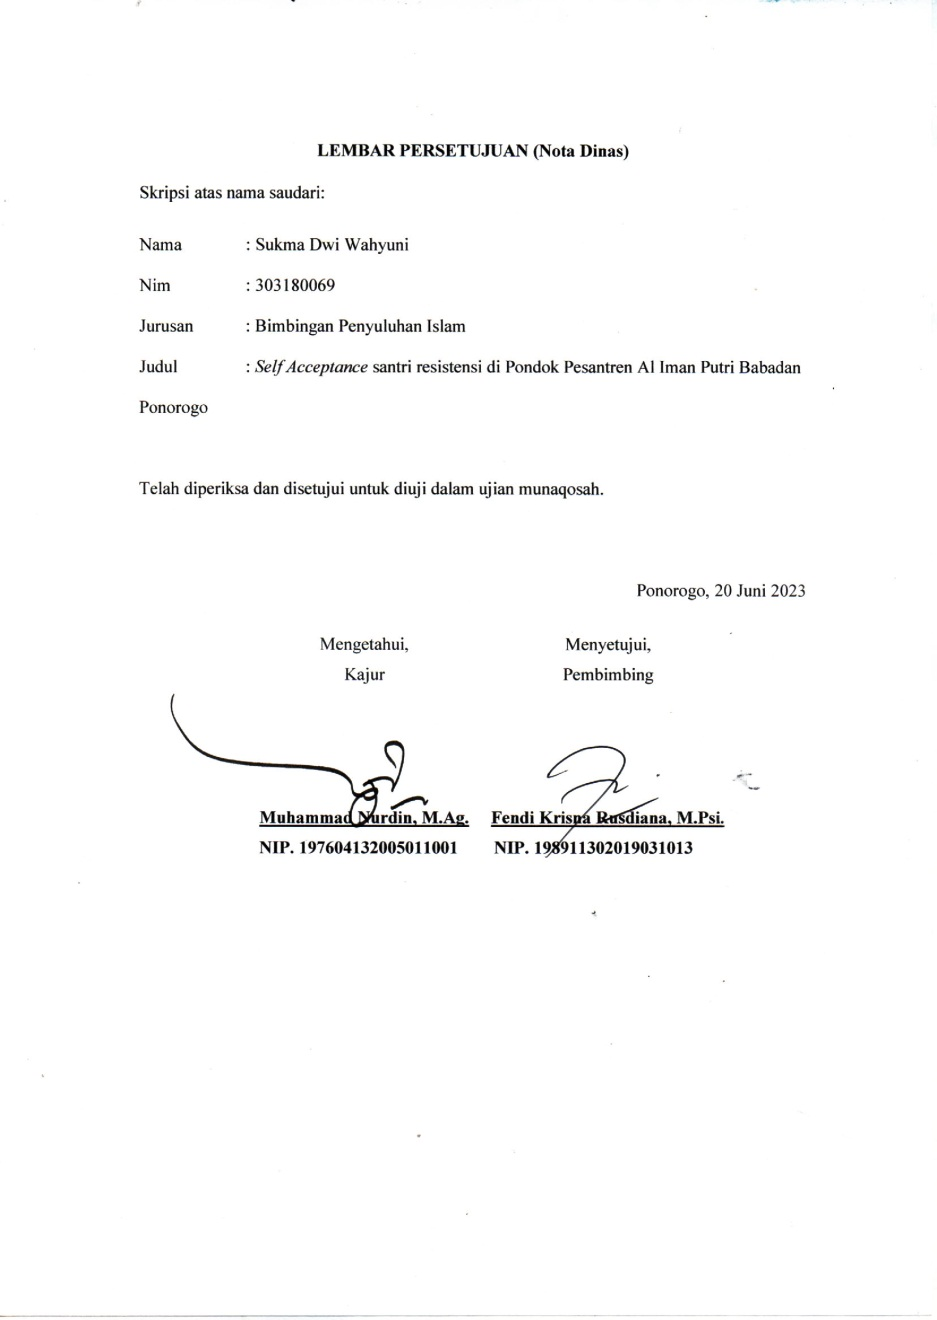 LEMBAR PERSETUJUAN (Nota Dinas)
Skripsi atas nama saudari:
Nama : Sukma Dwi Wahyuni
Nim : 303180069
Jurusan : Bimbingan Penyuluhan Islam
Judul : Self Acceptance santri resistensi di Pondok Pesantren Al Iman Putri Babadan
Ponorogo
Telah diperiksa dan disetujui untuk diuji dalam ujian munaqosah.
Ponorogo, 20 Juni 2023
Mengetahui, Menyetujui,
Kajur Pembimbing
Muhammad Nurdin, M.Ag. Fendi Krisna Rusdiana, M.Psi.
NIP. 197604132005011001 NIP. 198911302019031013